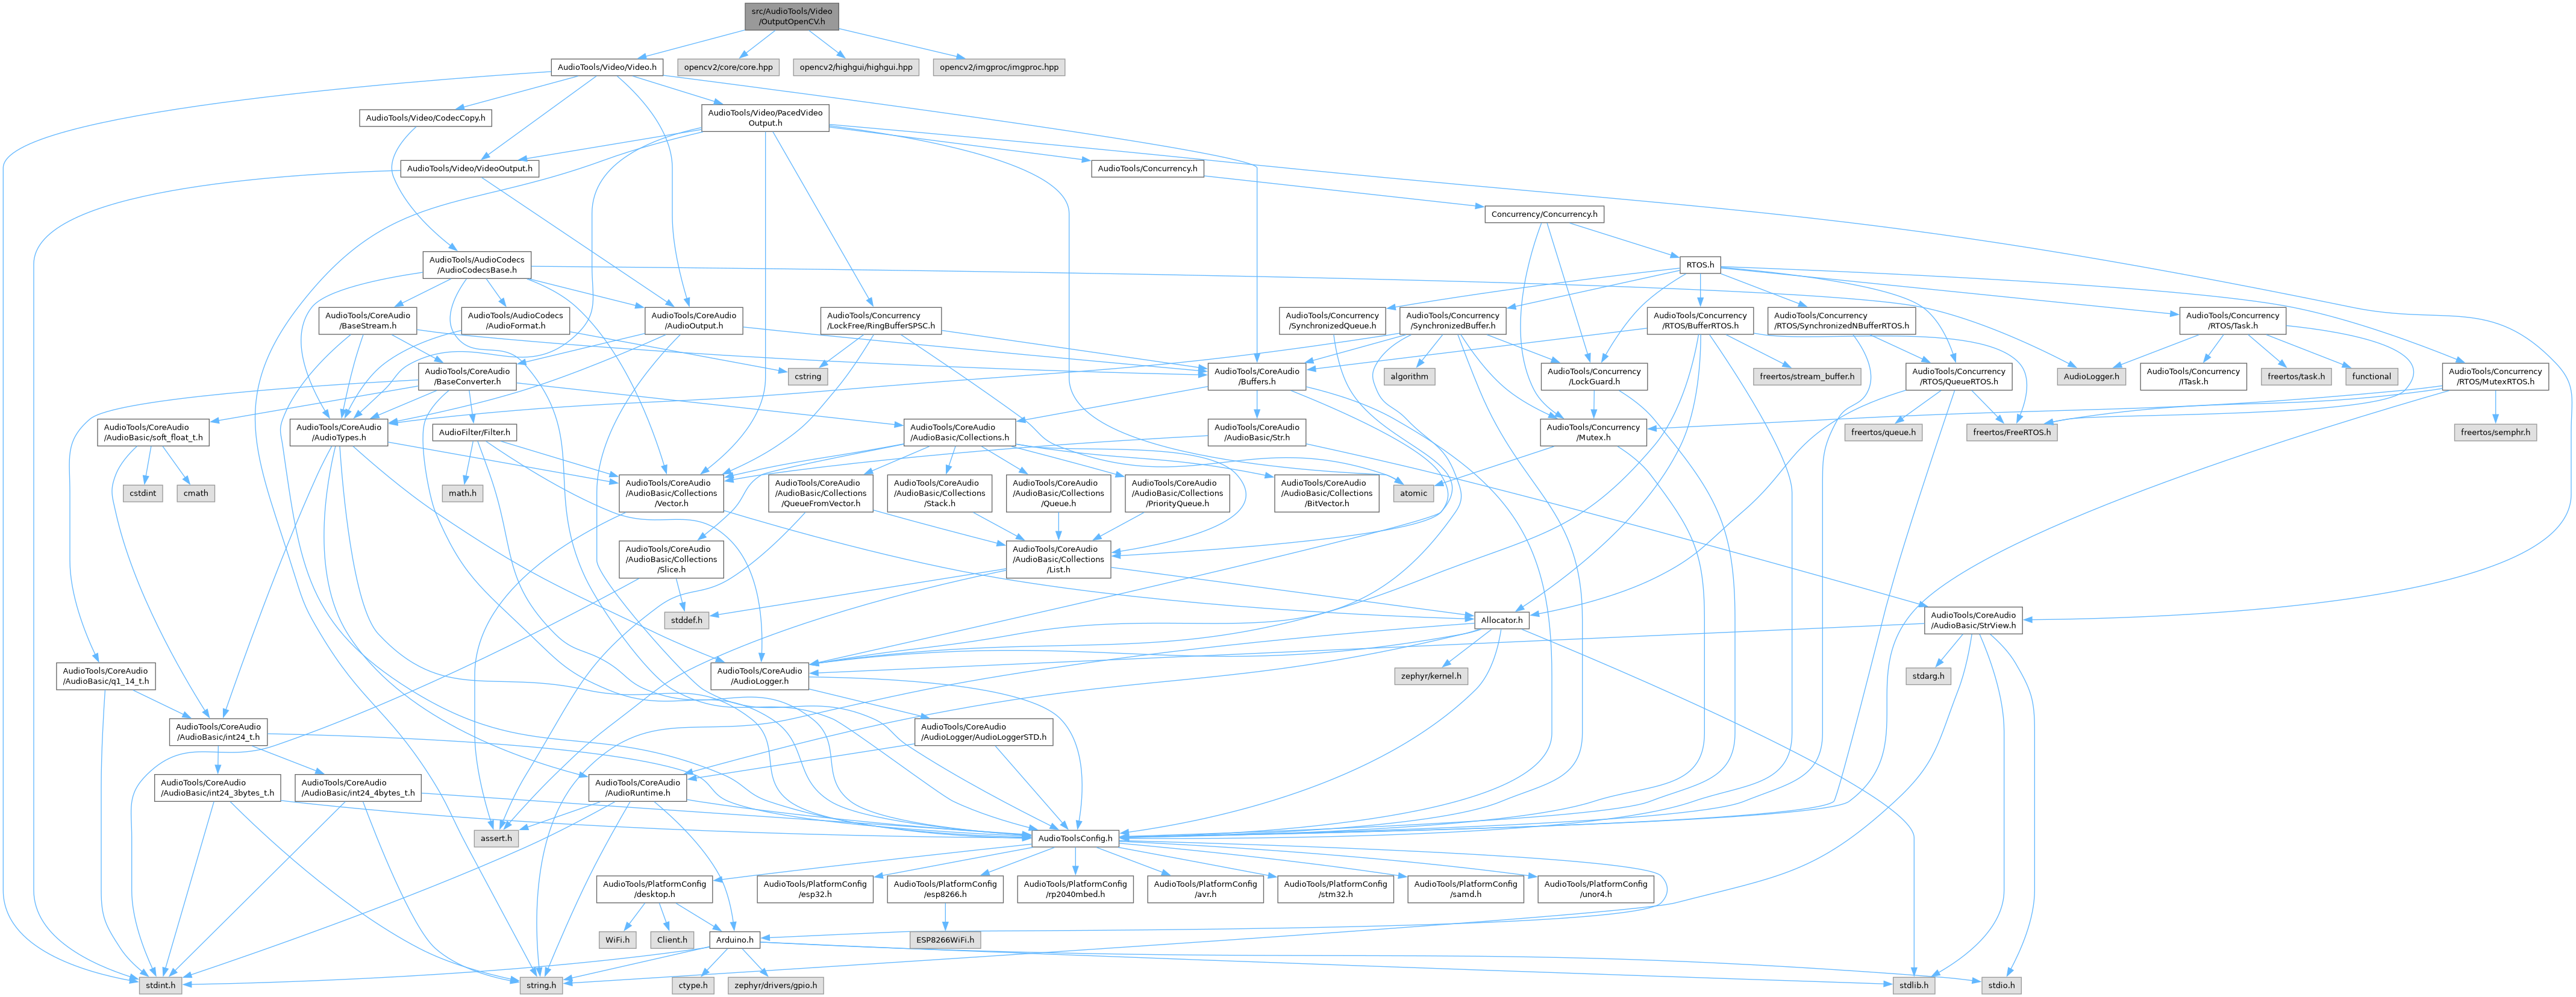 src/AudioTools/Video
/OutputOpenCV.h
AudioTools/Video/Video.h
opencv2/core/core.hpp
opencv2/highgui/highgui.hpp
opencv2/imgproc/imgproc.hpp
AudioTools/Video/CodecCopy.h
AudioTools/Video/PacedVideo
Output.h
AudioTools/Video/VideoOutput.h
AudioTools/Concurrency.h
Concurrency/Concurrency.h
AudioTools/AudioCodecs
/AudioCodecsBase.h
RTOS.h
AudioTools/CoreAudio
/BaseStream.h
AudioTools/AudioCodecs
/AudioFormat.h
AudioTools/CoreAudio
/AudioOutput.h
AudioTools/Concurrency
/LockFree/RingBufferSPSC.h
AudioTools/Concurrency
/SynchronizedQueue.h
AudioTools/Concurrency
/SynchronizedBuffer.h
AudioTools/Concurrency
/RTOS/BufferRTOS.h
AudioTools/Concurrency
/RTOS/SynchronizedNBufferRTOS.h
AudioTools/Concurrency
/RTOS/Task.h
AudioTools/CoreAudio
/BaseConverter.h
cstring
AudioTools/CoreAudio
/Buffers.h
algorithm
AudioTools/Concurrency
/LockGuard.h
freertos/stream_buffer.h
AudioTools/Concurrency
/RTOS/QueueRTOS.h
AudioLogger.h
AudioTools/Concurrency
/ITask.h
freertos/task.h
functional
AudioTools/Concurrency
/RTOS/MutexRTOS.h
AudioTools/CoreAudio
/AudioBasic/soft_float_t.h
AudioTools/CoreAudio
/AudioTypes.h
AudioFilter/Filter.h
AudioTools/CoreAudio
/AudioBasic/Collections.h
AudioTools/CoreAudio
/AudioBasic/Str.h
AudioTools/Concurrency
/Mutex.h
freertos/queue.h
freertos/FreeRTOS.h
freertos/semphr.h
cstdint
cmath
math.h
AudioTools/CoreAudio
/AudioBasic/Collections
/Vector.h
AudioTools/CoreAudio
/AudioBasic/Collections
/QueueFromVector.h
AudioTools/CoreAudio
/AudioBasic/Collections
/Stack.h
AudioTools/CoreAudio
/AudioBasic/Collections
/Queue.h
AudioTools/CoreAudio
/AudioBasic/Collections
/PriorityQueue.h
AudioTools/CoreAudio
/AudioBasic/Collections
/BitVector.h
atomic
AudioTools/CoreAudio
/AudioBasic/Collections
/Slice.h
AudioTools/CoreAudio
/AudioBasic/Collections
/List.h
stddef.h
Allocator.h
AudioTools/CoreAudio
/AudioBasic/StrView.h
AudioTools/CoreAudio
/AudioBasic/q1_14_t.h
AudioTools/CoreAudio
/AudioLogger.h
zephyr/kernel.h
stdarg.h
AudioTools/CoreAudio
/AudioBasic/int24_t.h
AudioTools/CoreAudio
/AudioLogger/AudioLoggerSTD.h
AudioTools/CoreAudio
/AudioBasic/int24_3bytes_t.h
AudioTools/CoreAudio
/AudioBasic/int24_4bytes_t.h
AudioTools/CoreAudio
/AudioRuntime.h
assert.h
AudioToolsConfig.h
AudioTools/PlatformConfig
/desktop.h
AudioTools/PlatformConfig
/esp32.h
AudioTools/PlatformConfig
/esp8266.h
AudioTools/PlatformConfig
/rp2040mbed.h
AudioTools/PlatformConfig
/avr.h
AudioTools/PlatformConfig
/stm32.h
AudioTools/PlatformConfig
/samd.h
AudioTools/PlatformConfig
/unor4.h
WiFi.h
Client.h
Arduino.h
ESP8266WiFi.h
stdint.h
string.h
ctype.h
zephyr/drivers/gpio.h
stdlib.h
stdio.h